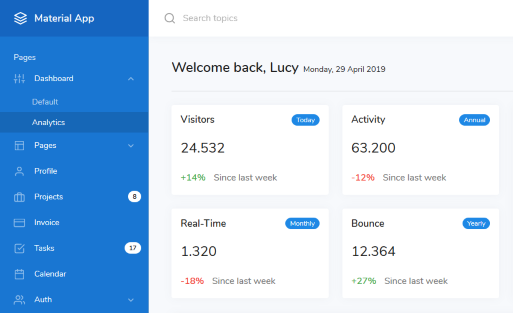 Material App
Search topics
Pages
Dashboard
Default
Analytics
Pages
Profile
Projects 8
Invoice
Tasks 17
Calendar
Auth
Welcome back, Lucy Monday, 29 April 2019
Visitors Today
24.532
+14% Since last week
Activity Annual
63.200
-12% Since last week
Real-Time Monthly
1.320
-18% Since last week
Bounce Yearly
12.364
+27% Since last week